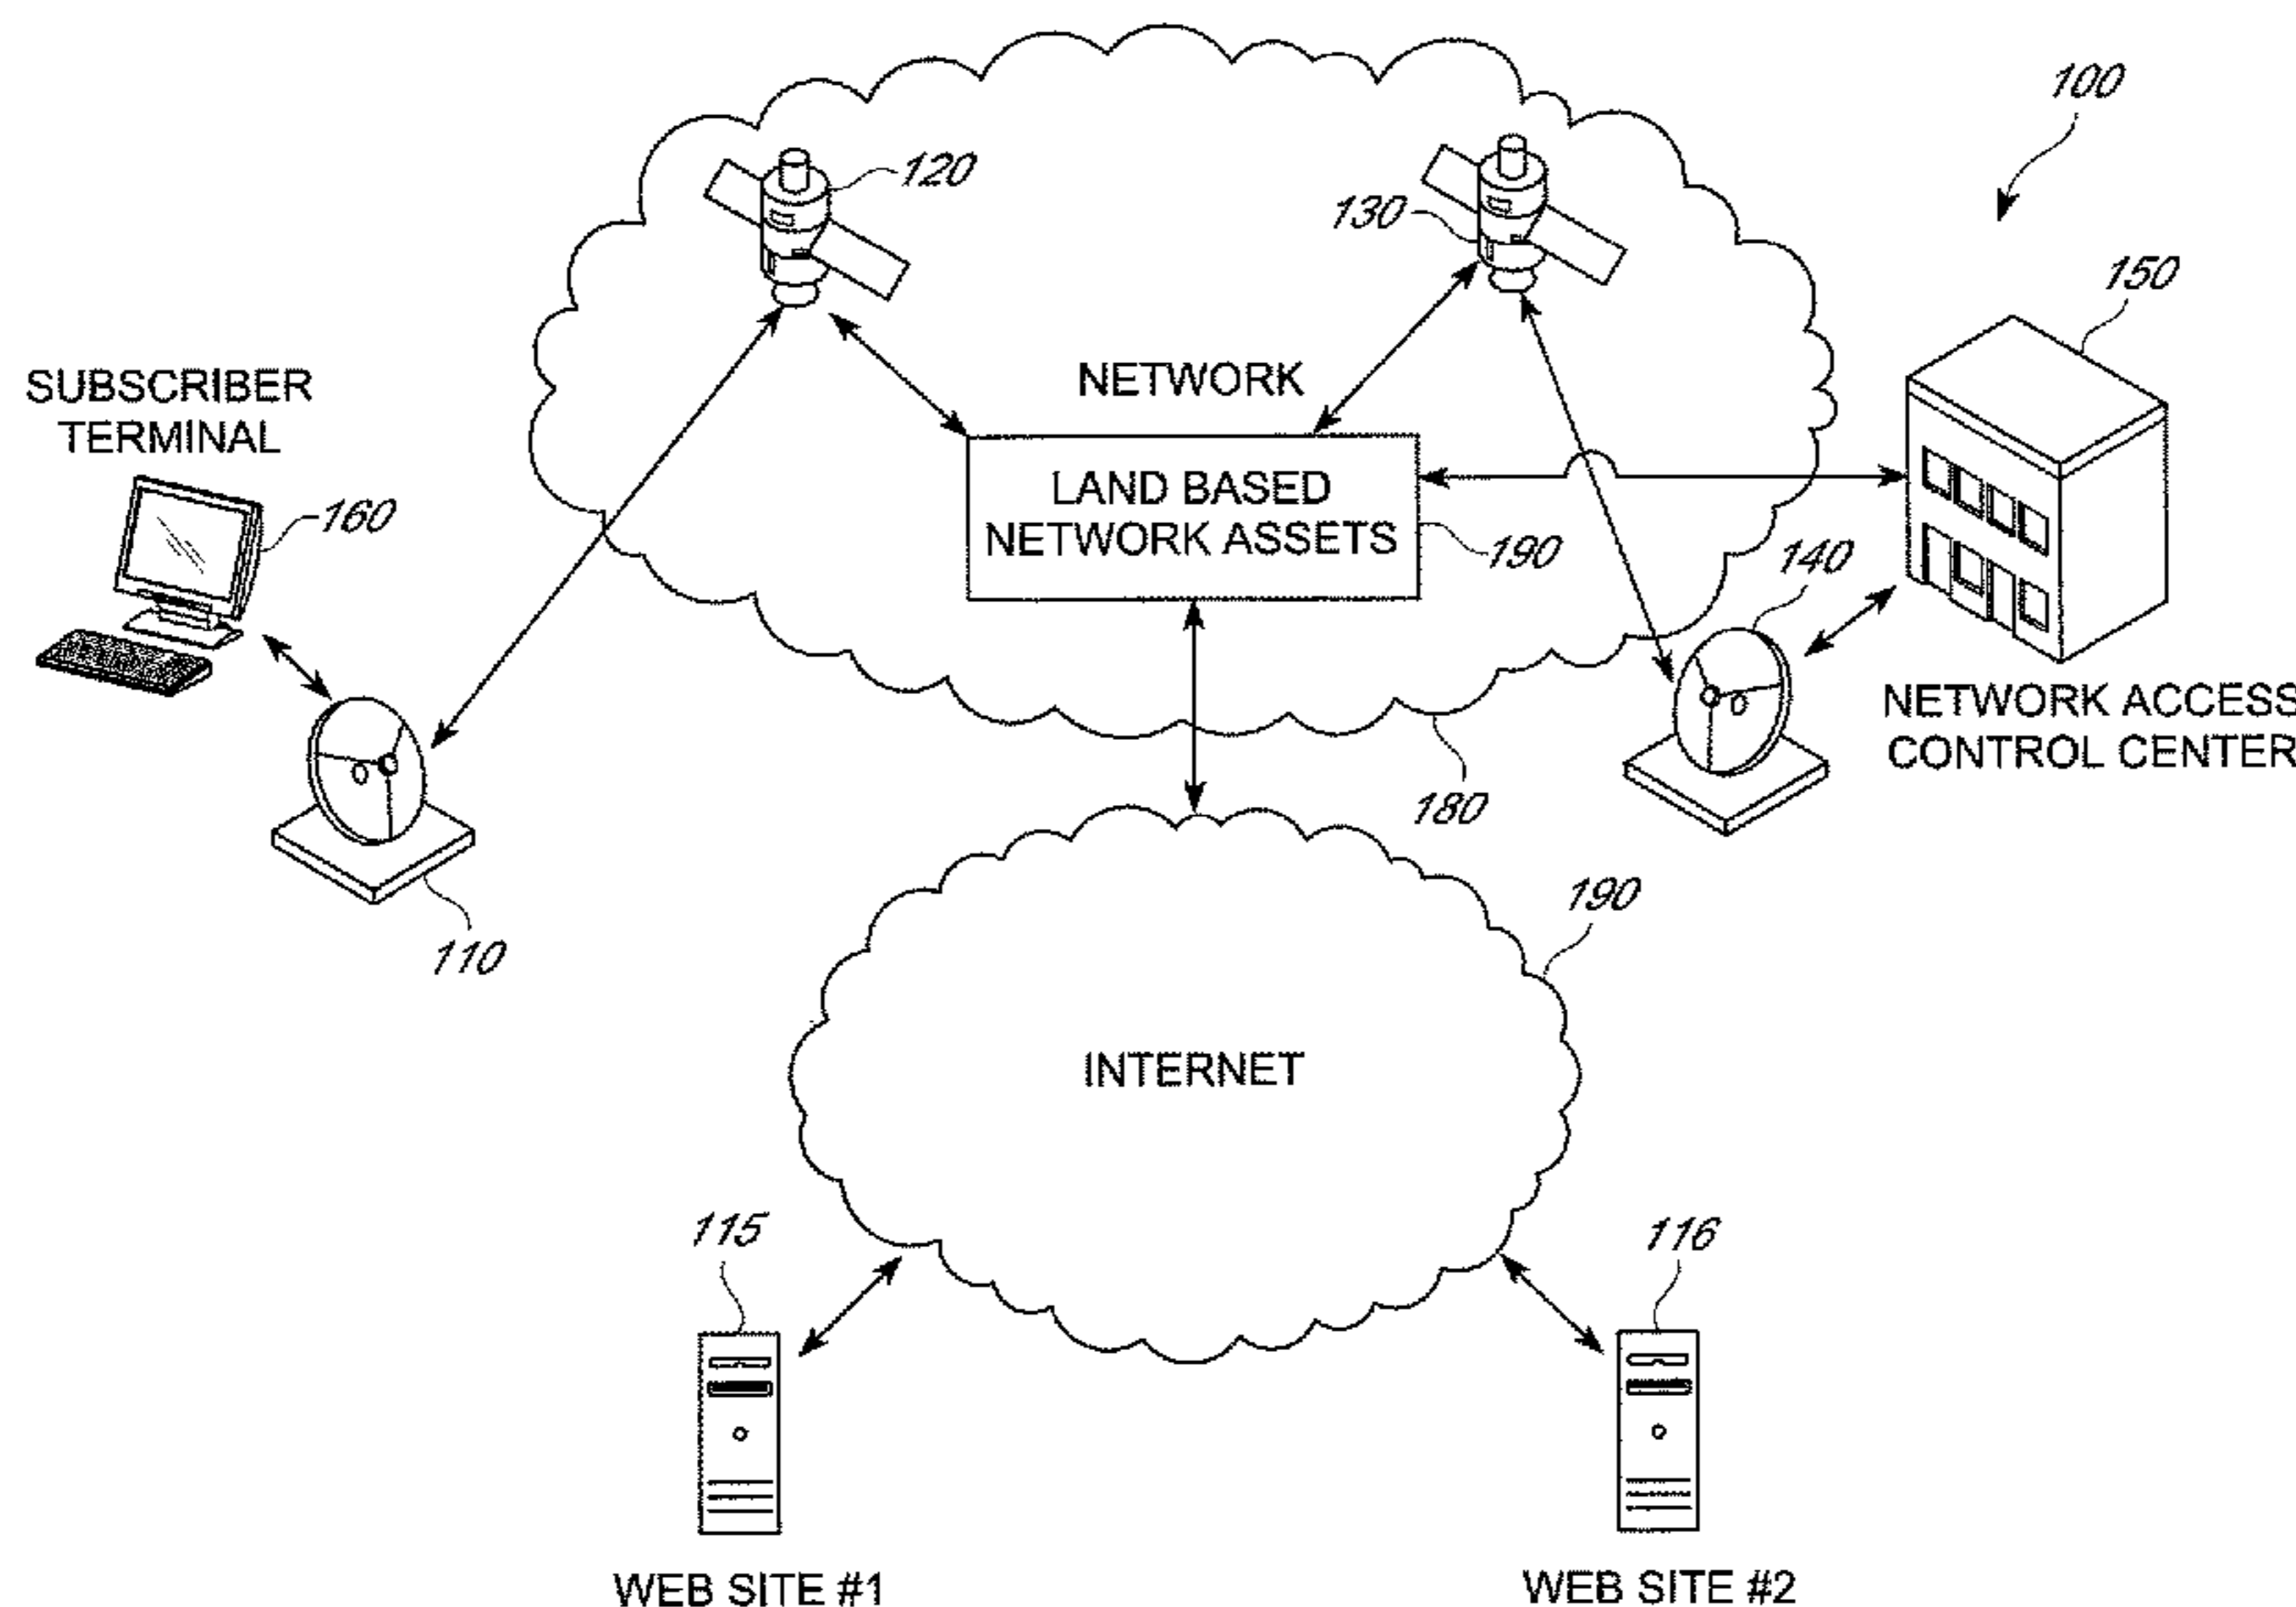 100
120
130
150
NETWORK
SUBSCRIBER
TERMINAL
160
LAND BASED
NETWORK ASSETS
190
140
NETWORK ACCESS
CONTROL CENTER
180
110
190
INTERNET
115
116
WEB SITE #1
WEB SITE #2